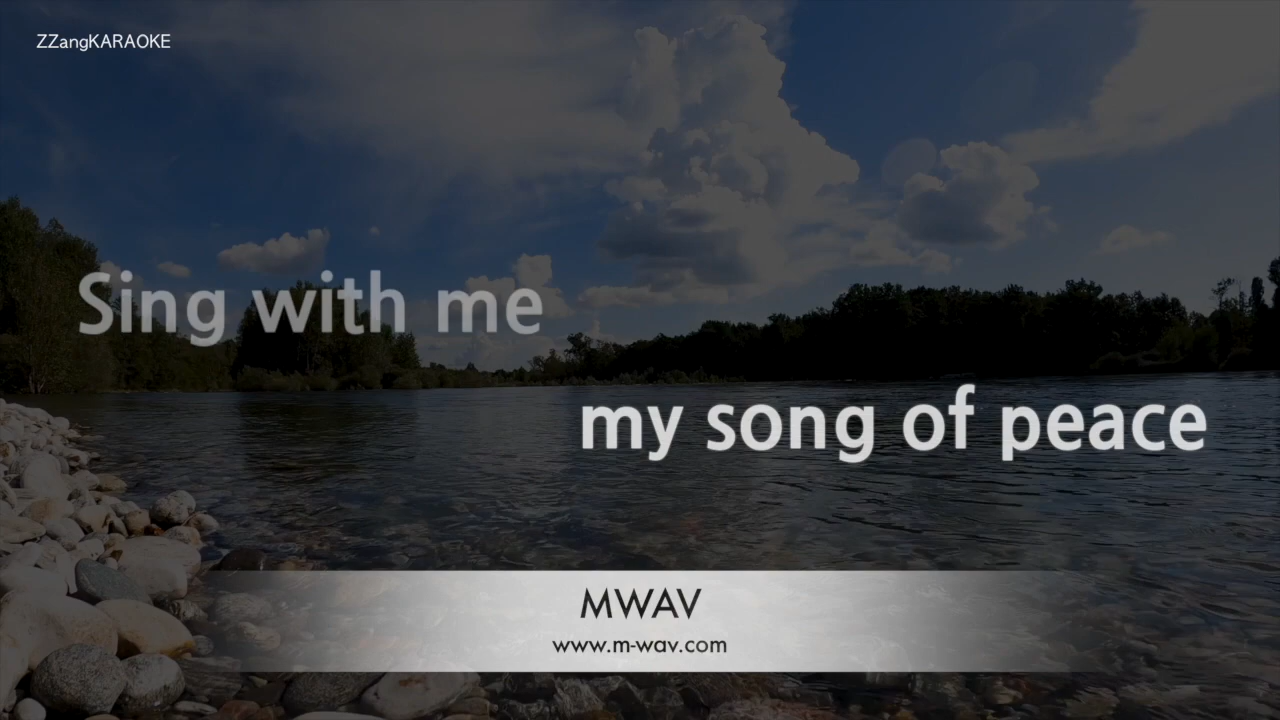 ZZangKARAOKE
Sing with me
my song of peace
MWAV
www.m-wav.com